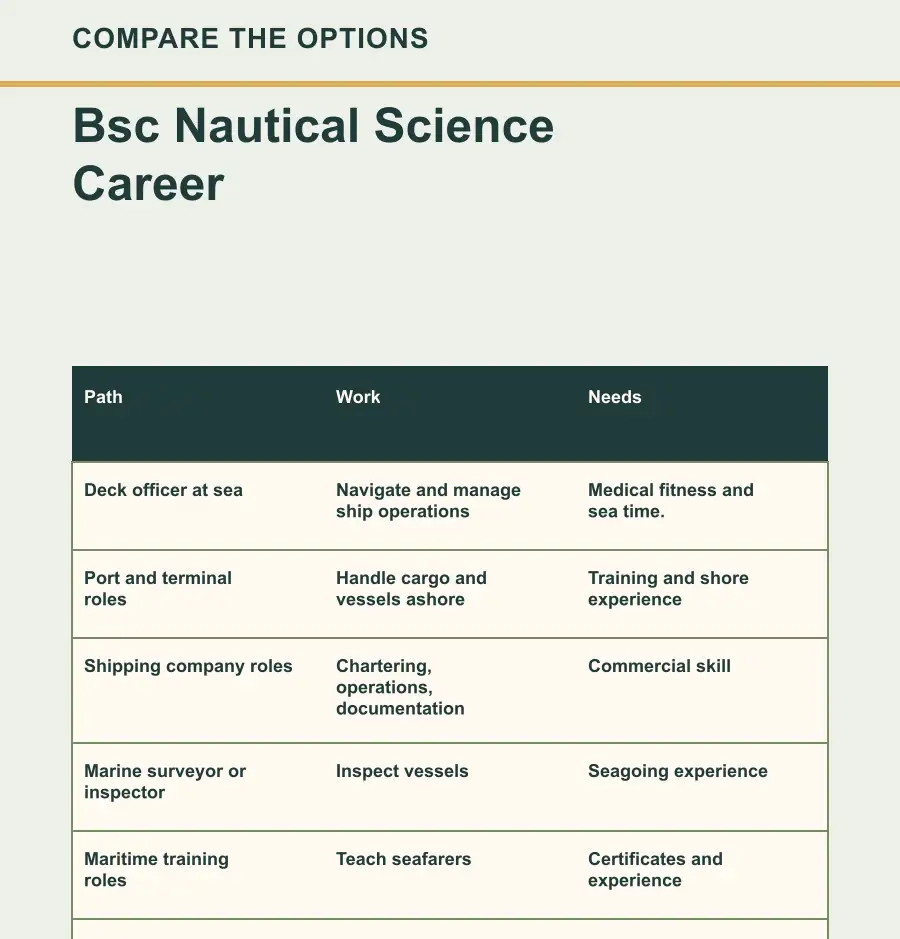 COMPARE THE OPTIONS
Bsc Nautical Science
Career
Path Work Needs
Deck officer at sea
Navigate and manage
ship operations
Medical fitness and
sea time.
Port and terminal
roles
Handle cargo and
vessels ashore
Training and shore
experience
Shipping company roles
Chartering,
operations,
documentation
Commercial skill
Marine surveyor or
inspector
Inspect vessels
Seagoing experience
Maritime training
roles
Teach seafarers
Certificates and
experience